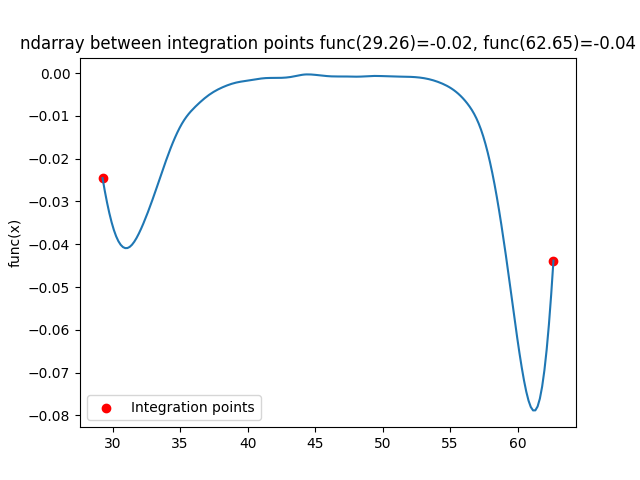 ndarray between integration points func(29.26)=-0.02, func(62.65)=-0.04
0.00
−0.01
−0.02
−0.03
−0.04
−0.05
−0.06
−0.07
−0.08
func(x)
Integration points
30 35 40 45 50 55 60